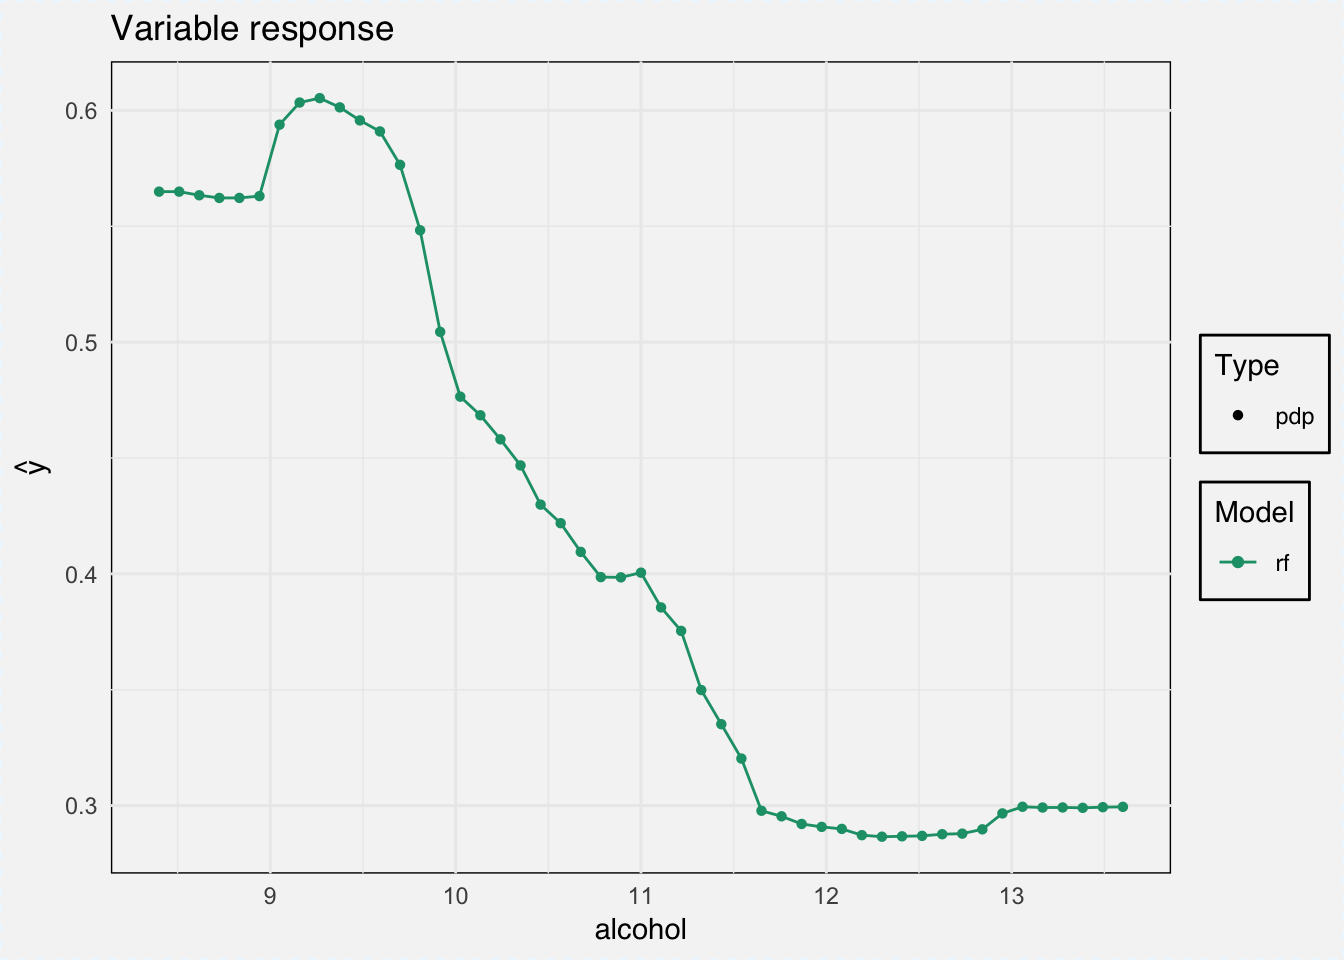 Variable response
0.6
0.5
0.4
0.3
ŷ
9 10 11 12 13
alcohol
Type
pdp
Model
rf